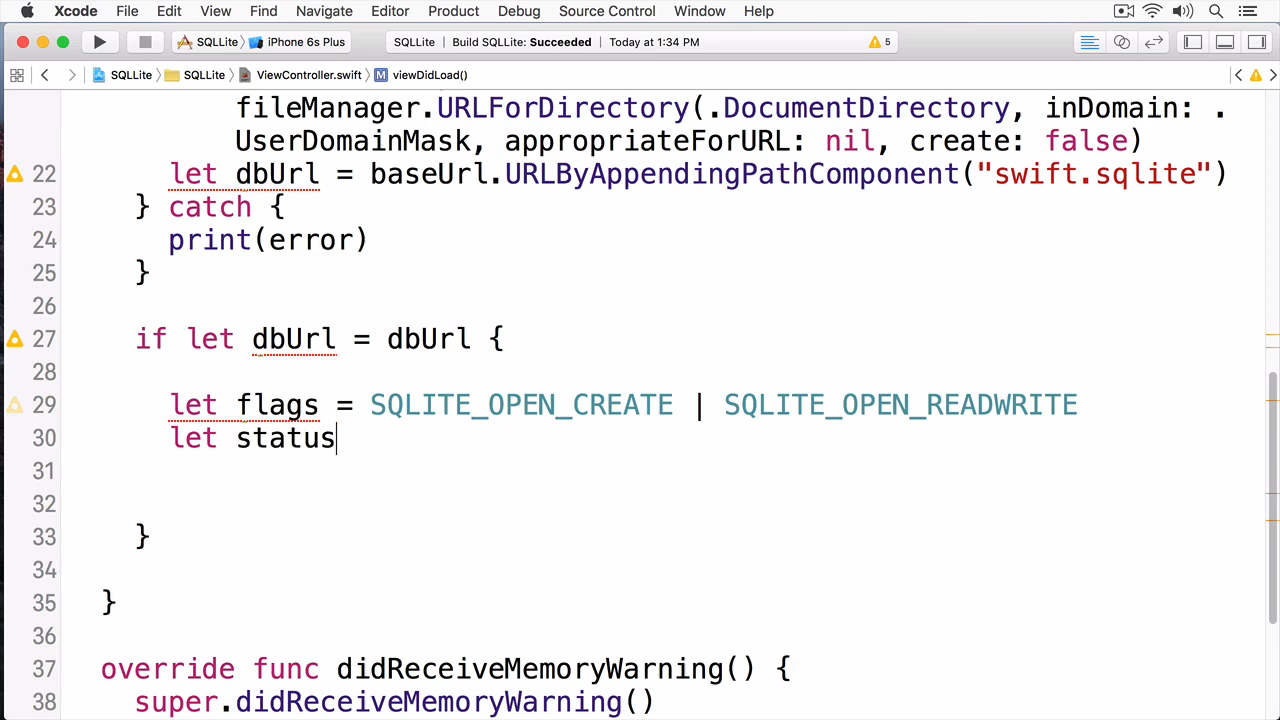 Xcode File Edit View Find Navigate Editor Product Debug Source Control Window Help
SQLLite iPhone 6s Plus SQLLite Build SQLLite: Succeeded Today at 1:34 PM 5
SQLLite SQLLite ViewController.swift M viewDidLoad()
fileManager.URLForDirectory(.DocumentDirectory, inDomain: .
UserDomainMask, appropriateForURL: nil, create: false)
22 let dbUrl = baseUrl.URLByAppendingPathComponent("swift.sqlite")
23 } catch {
24 print(error)
25 }
26
27 if let dbUrl = dbUrl {
28
29 let flags = SQLITE_OPEN_CREATE | SQLITE_OPEN_READWRITE
30 let status
31
32
33 }
34
35 }
36
37 override func didReceiveMemoryWarning() {
38 super.didReceiveMemoryWarning()